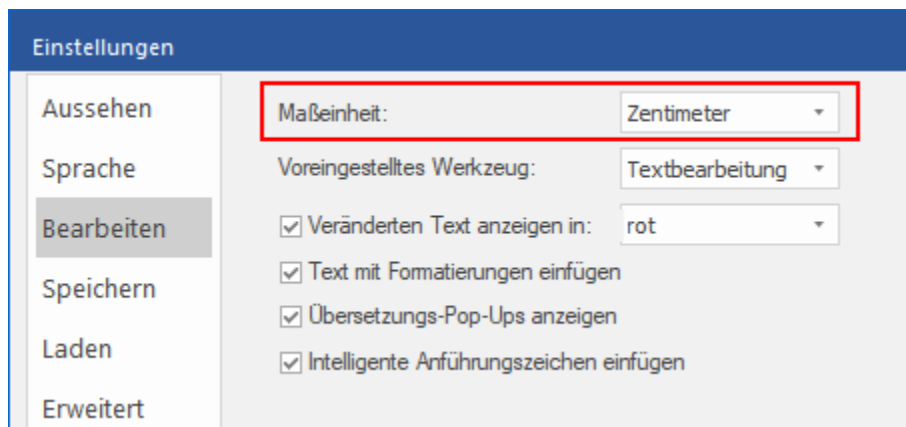 Einstellungen
Aussehen
Sprache
Bearbeiten
Speichern
Laden
Erweitert
Maßeinheit: Zentimeter
Voreingestelltes Werkzeug: Textbearbeitung
Veränderten Text anzeigen in: rot
Text mit Formatierungen einfügen
Übersetzungs-Pop-Ups anzeigen
Intelligente Anführungszeichen einfügen